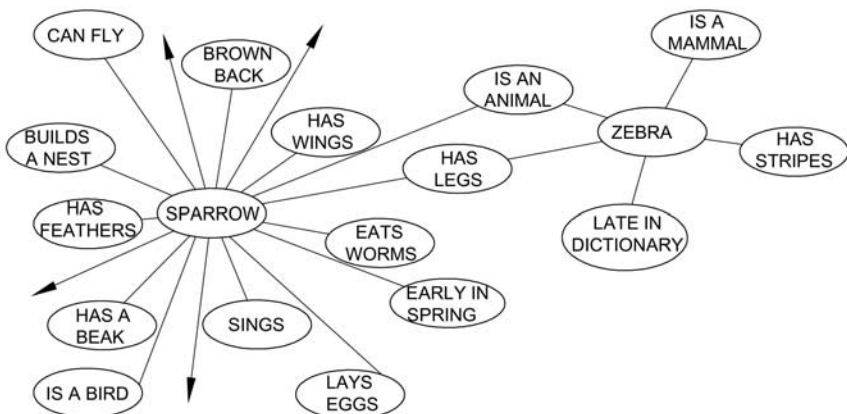 CAN FLY
BROWN
BACK
IS A
MAMMAL
IS AN
ANIMAL
HAS
WINGS
ZEBRA
BUILDS
A NEST
HAS
LEGS
HAS
STRIPES
HAS
FEATHERS
SPARROW
LATE IN
DICTIONARY
EATS
WORMS
EARLY IN
SPRING
HAS A
BEAK
SINGS
IS A BIRD
LAYS
EGGS